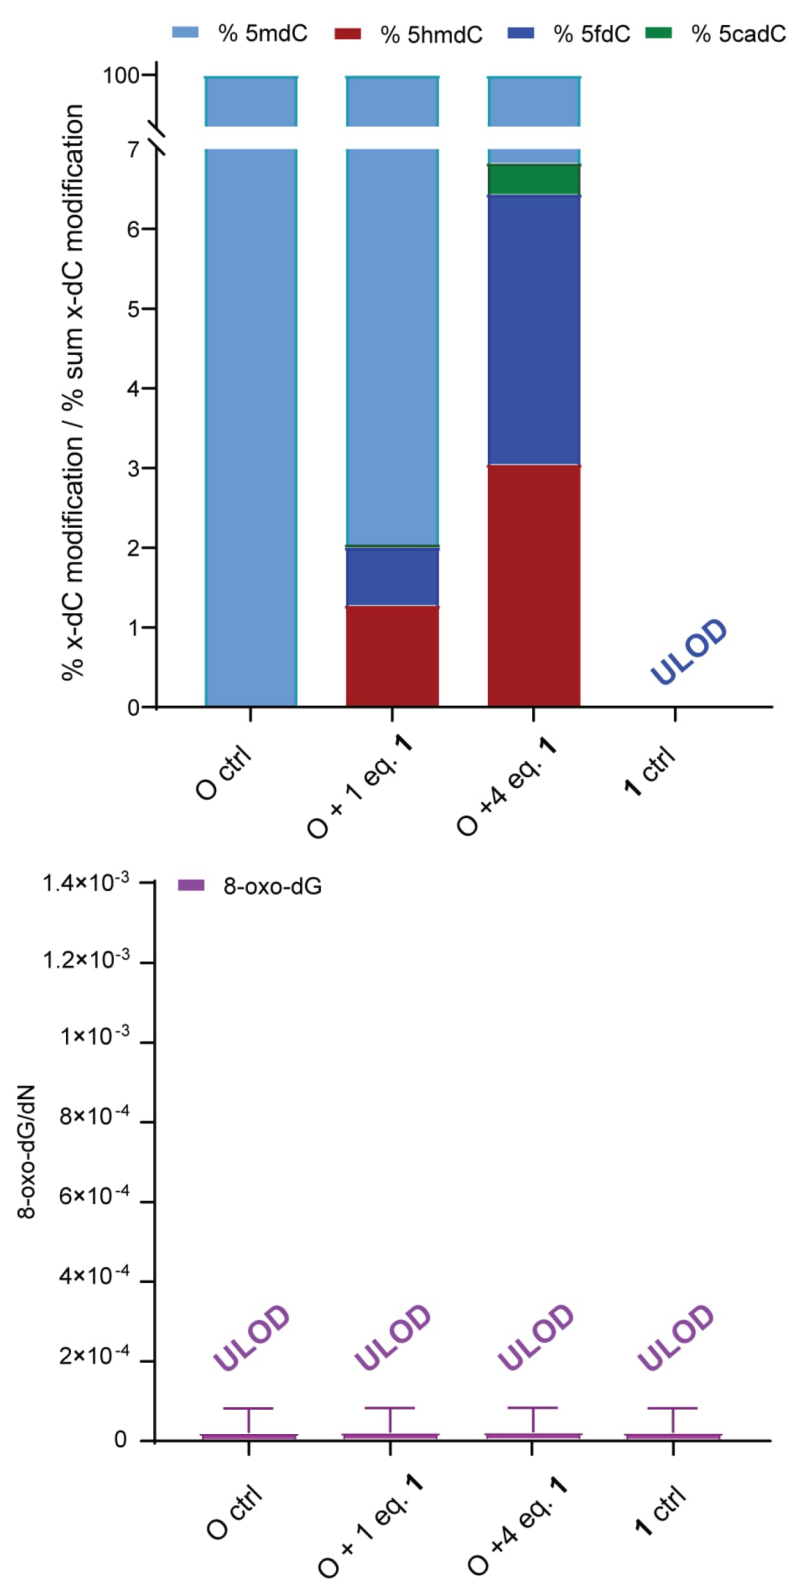 % 5mdC % 5hmdC % 5fdC % 5cadC
% x-dC modification / % sum x-dC modification
100
7
6
5
4
3
2
1
0
ULOD
O ctrl
O + 1 eq. 1
O +4 eq. 1
1 ctrl
8-oxo-dG
8-oxo-dG/dN
1.4×10⁻³
1.2×10⁻³
1×10⁻³
8×10⁻⁴
6×10⁻⁴
4×10⁻⁴
2×10⁻⁴
0
ULOD ULOD ULOD ULOD
O ctrl
O + 1 eq. 1
O +4 eq. 1
1 ctrl